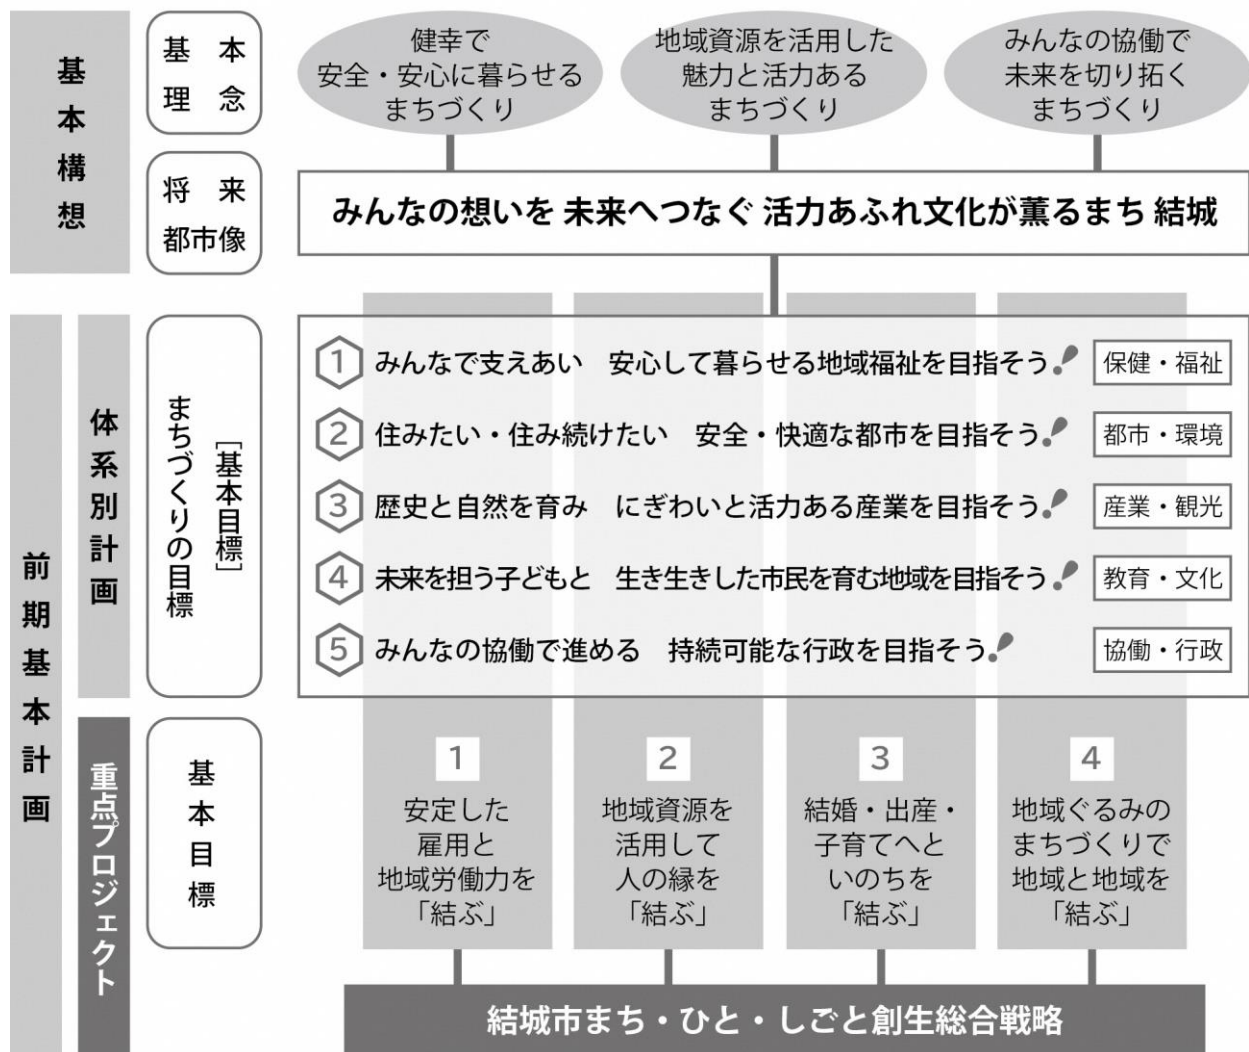 基本構想
基本
理念
健幸で
安全・安心に暮らせる
まちづくり
地域資源を活用した
魅力と活力ある
まちづくり
みんなの協働で
未来を切り拓く
まちづくり
将来
都市像
みんなの想いを 未来へつなぐ 活力あふれ文化が薫るまち 結城
前期基本計画
体系別計画
まちづくりの目標
［基本目標］
1 みんなで支えあい 安心して暮らせる地域福祉を目指そう！ 保健・福祉
2 住みたい・住み続けたい 安全・快適な都市を目指そう！ 都市・環境
3 歴史と自然を育み にぎわいと活力ある産業を目指そう！ 産業・観光
4 未来を担う子どもと 生き生きした市民を育む地域を目指そう！ 教育・文化
5 みんなの協働で進める 持続可能な行政を目指そう！ 協働・行政
重点プロジェクト
基本目標
1
安定した
雇用と
地域労働力を
「結ぶ」
2
地域資源を
活用して
人の縁を
「結ぶ」
3
結婚・出産・
子育てへと
いのちを
「結ぶ」
4
地域ぐるみの
まちづくりで
地域と地域を
「結ぶ」
結城市まち・ひと・しごと創生総合戦略